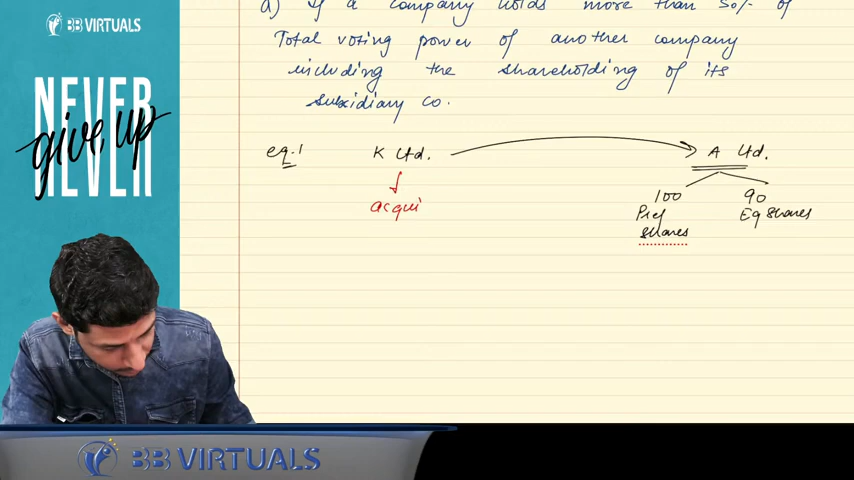 BB VIRTUALS
NEVER
give up
NEVER
a) If a company holds more than 50% of
Total voting power of another company
including the shareholding of its
subsidiary co.
eg.1 K Ltd. A Ltd.
acqui
100 90
Pref Eq shares
shares
BB VIRTUALS